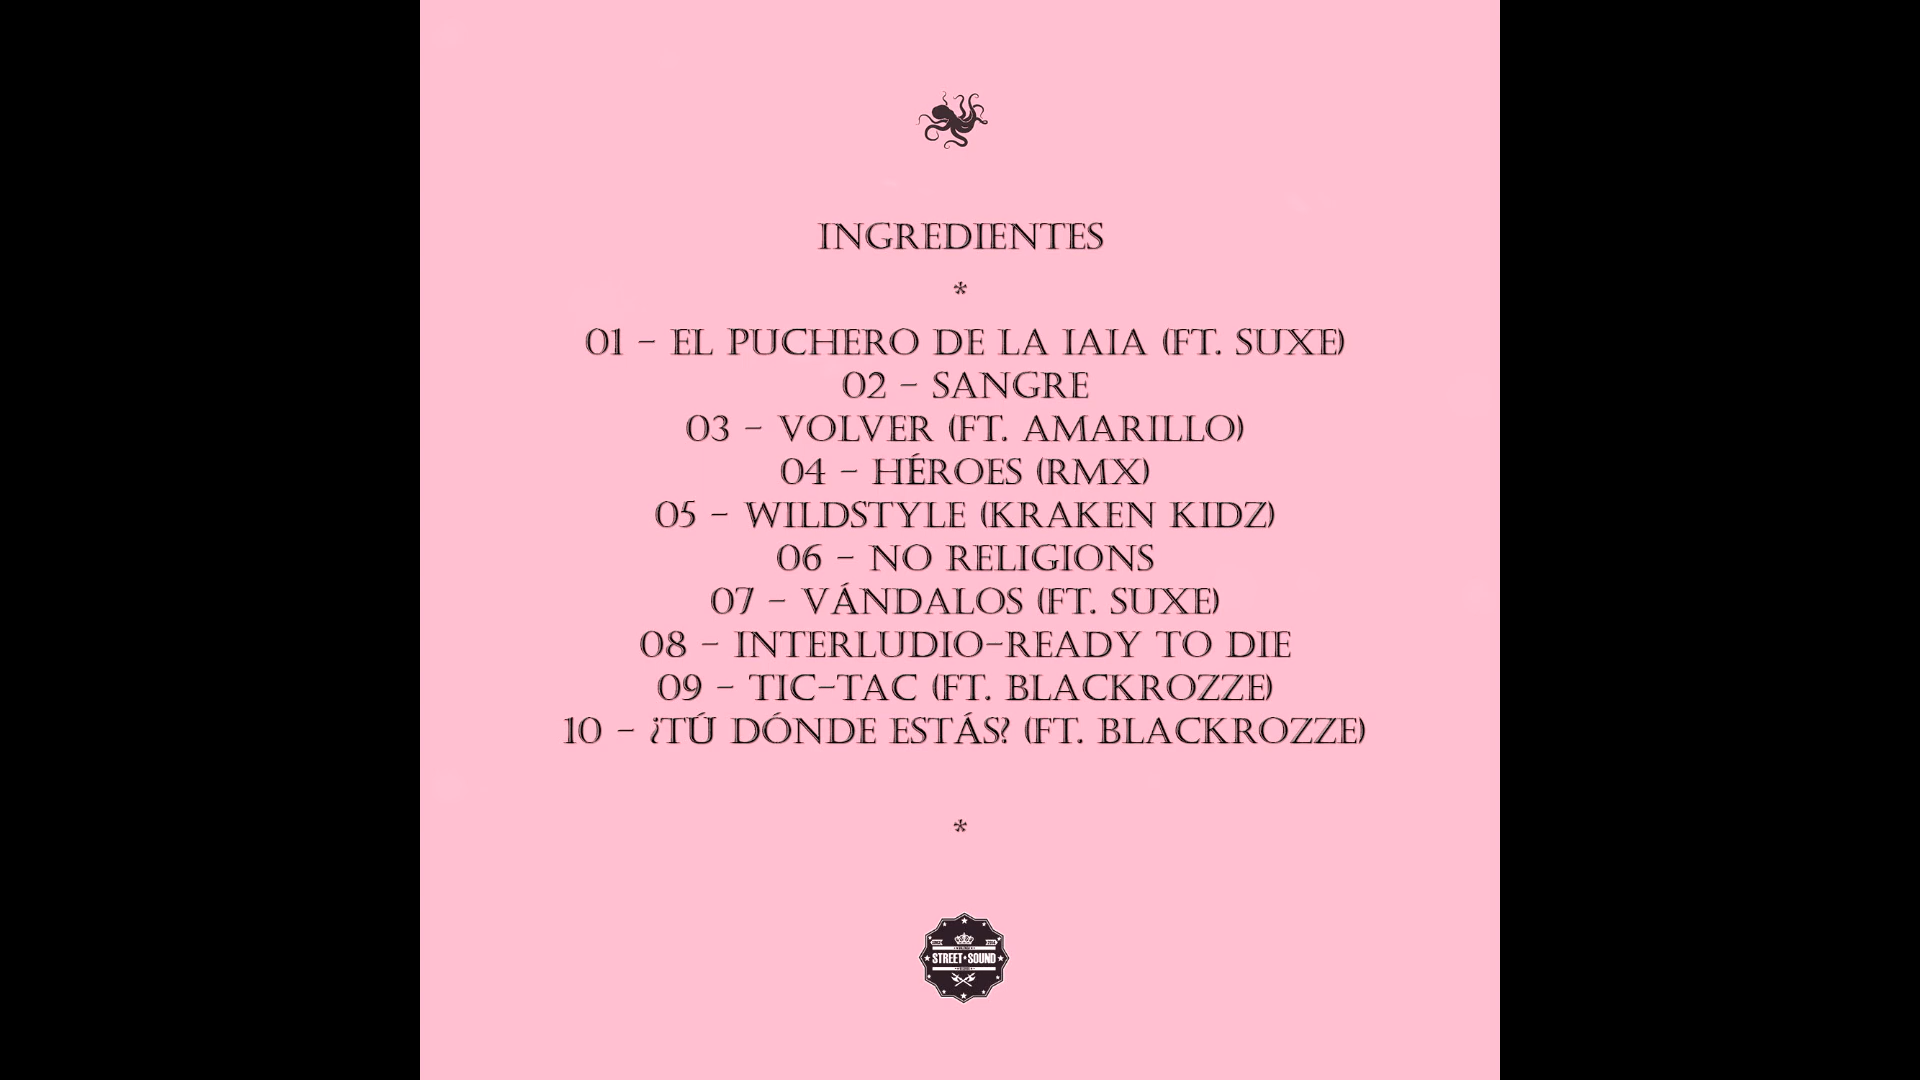 INGREDIENTES
*
01 - EL PUCHERO DE LA IAIA (FT. SUXE)
02 - SANGRE
03 - VOLVER (FT. AMARILLO)
04 - HÉROES (RMX)
05 - WILDSTYLE (KRAKEN KIDZ)
06 - NO RELIGIONS
07 - VÁNDALOS (FT. SUXE)
08 - INTERLUDIO-READY TO DIE
09 - TIC-TAC (FT. BLACKROZZE)
10 - ¿TÚ DÓNDE ESTÁS? (FT. BLACKROZZE)
*
STREET SOUND